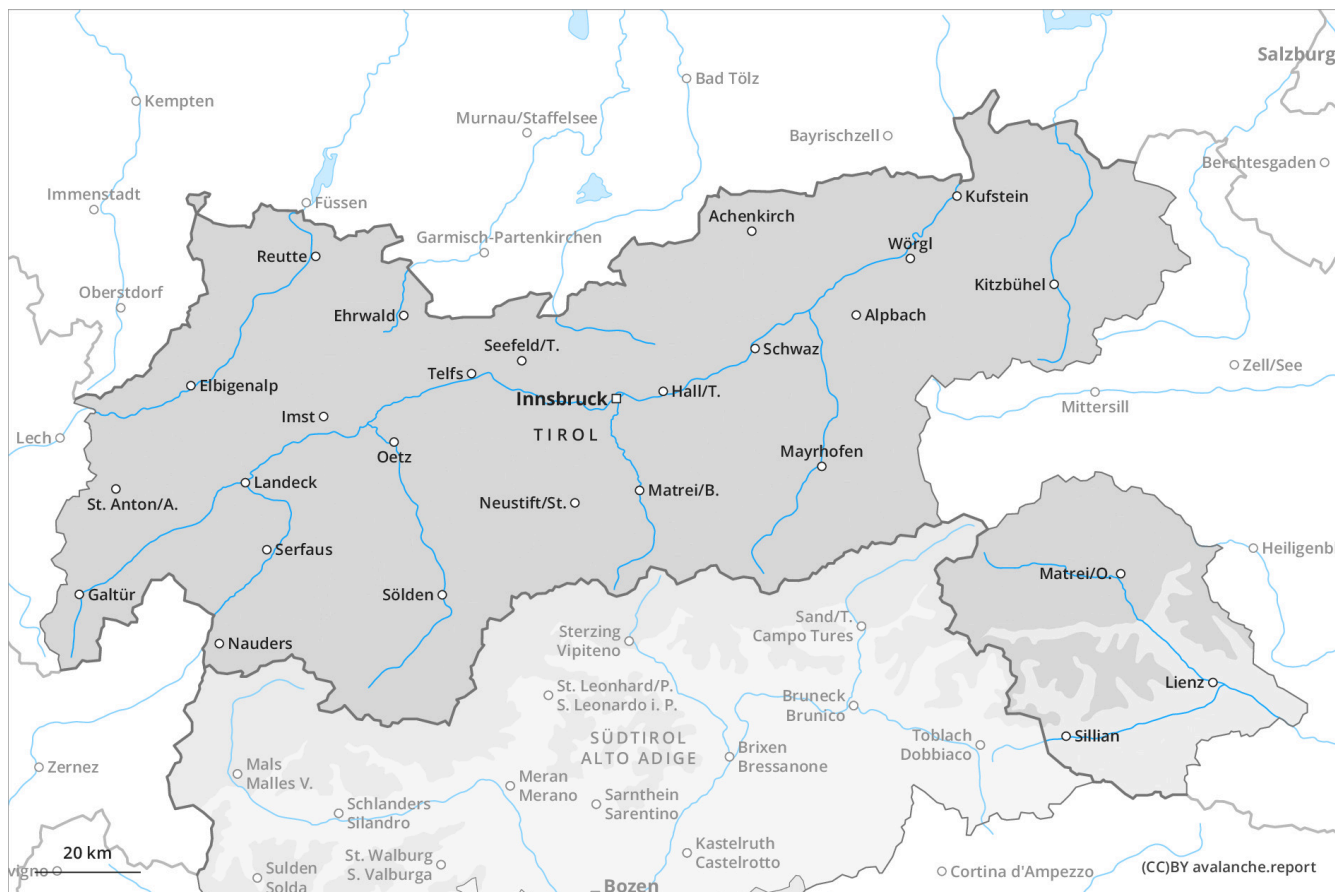 Salzburg
Bad Tölz
Kempten
Murnau/Staffelsee
Bayrischzell
Berchtesgaden
Immenstadt
Füssen
Kufstein
Achenkirch
Garmisch-Partenkirchen
Wörgl
Reutte
Kitzbühel
Oberstdorf
Ehrwald
Alpbach
Seefeld/T.
Schwaz
Zell/See
Telfs
Elbigenalp
Hall/T.
Innsbruck
Mittersill
Imst
TIROL
Lech
Oetz
Mayrhofen
Landeck
Matrei/B.
St. Anton/A.
Neustift/St.
Serfaus
Heiligenb
Matrei/O.
Galtür
Sölden
Sand/T.
Campo Tures
Sterzing
Vipiteno
Nauders
Lienz
St. Leonhard/P.
S. Leonardo i. P.
Bruneck
Brunico
SÜDTIROL
ALTO ADIGE
Toblach
Dobbiaco
Sillian
Brixen
Bressanone
Mals
Malles V.
Zernez
Meran
Merano
Schlanders
Silandro
Sarnthein
Sarentino
Kastelruth
Castelrotto
20 km
St. Walburg
S. Valburga
vigno
Sulden
Solda
Cortina d'Ampezzo
(CC)BY avalanche.report
Bozen